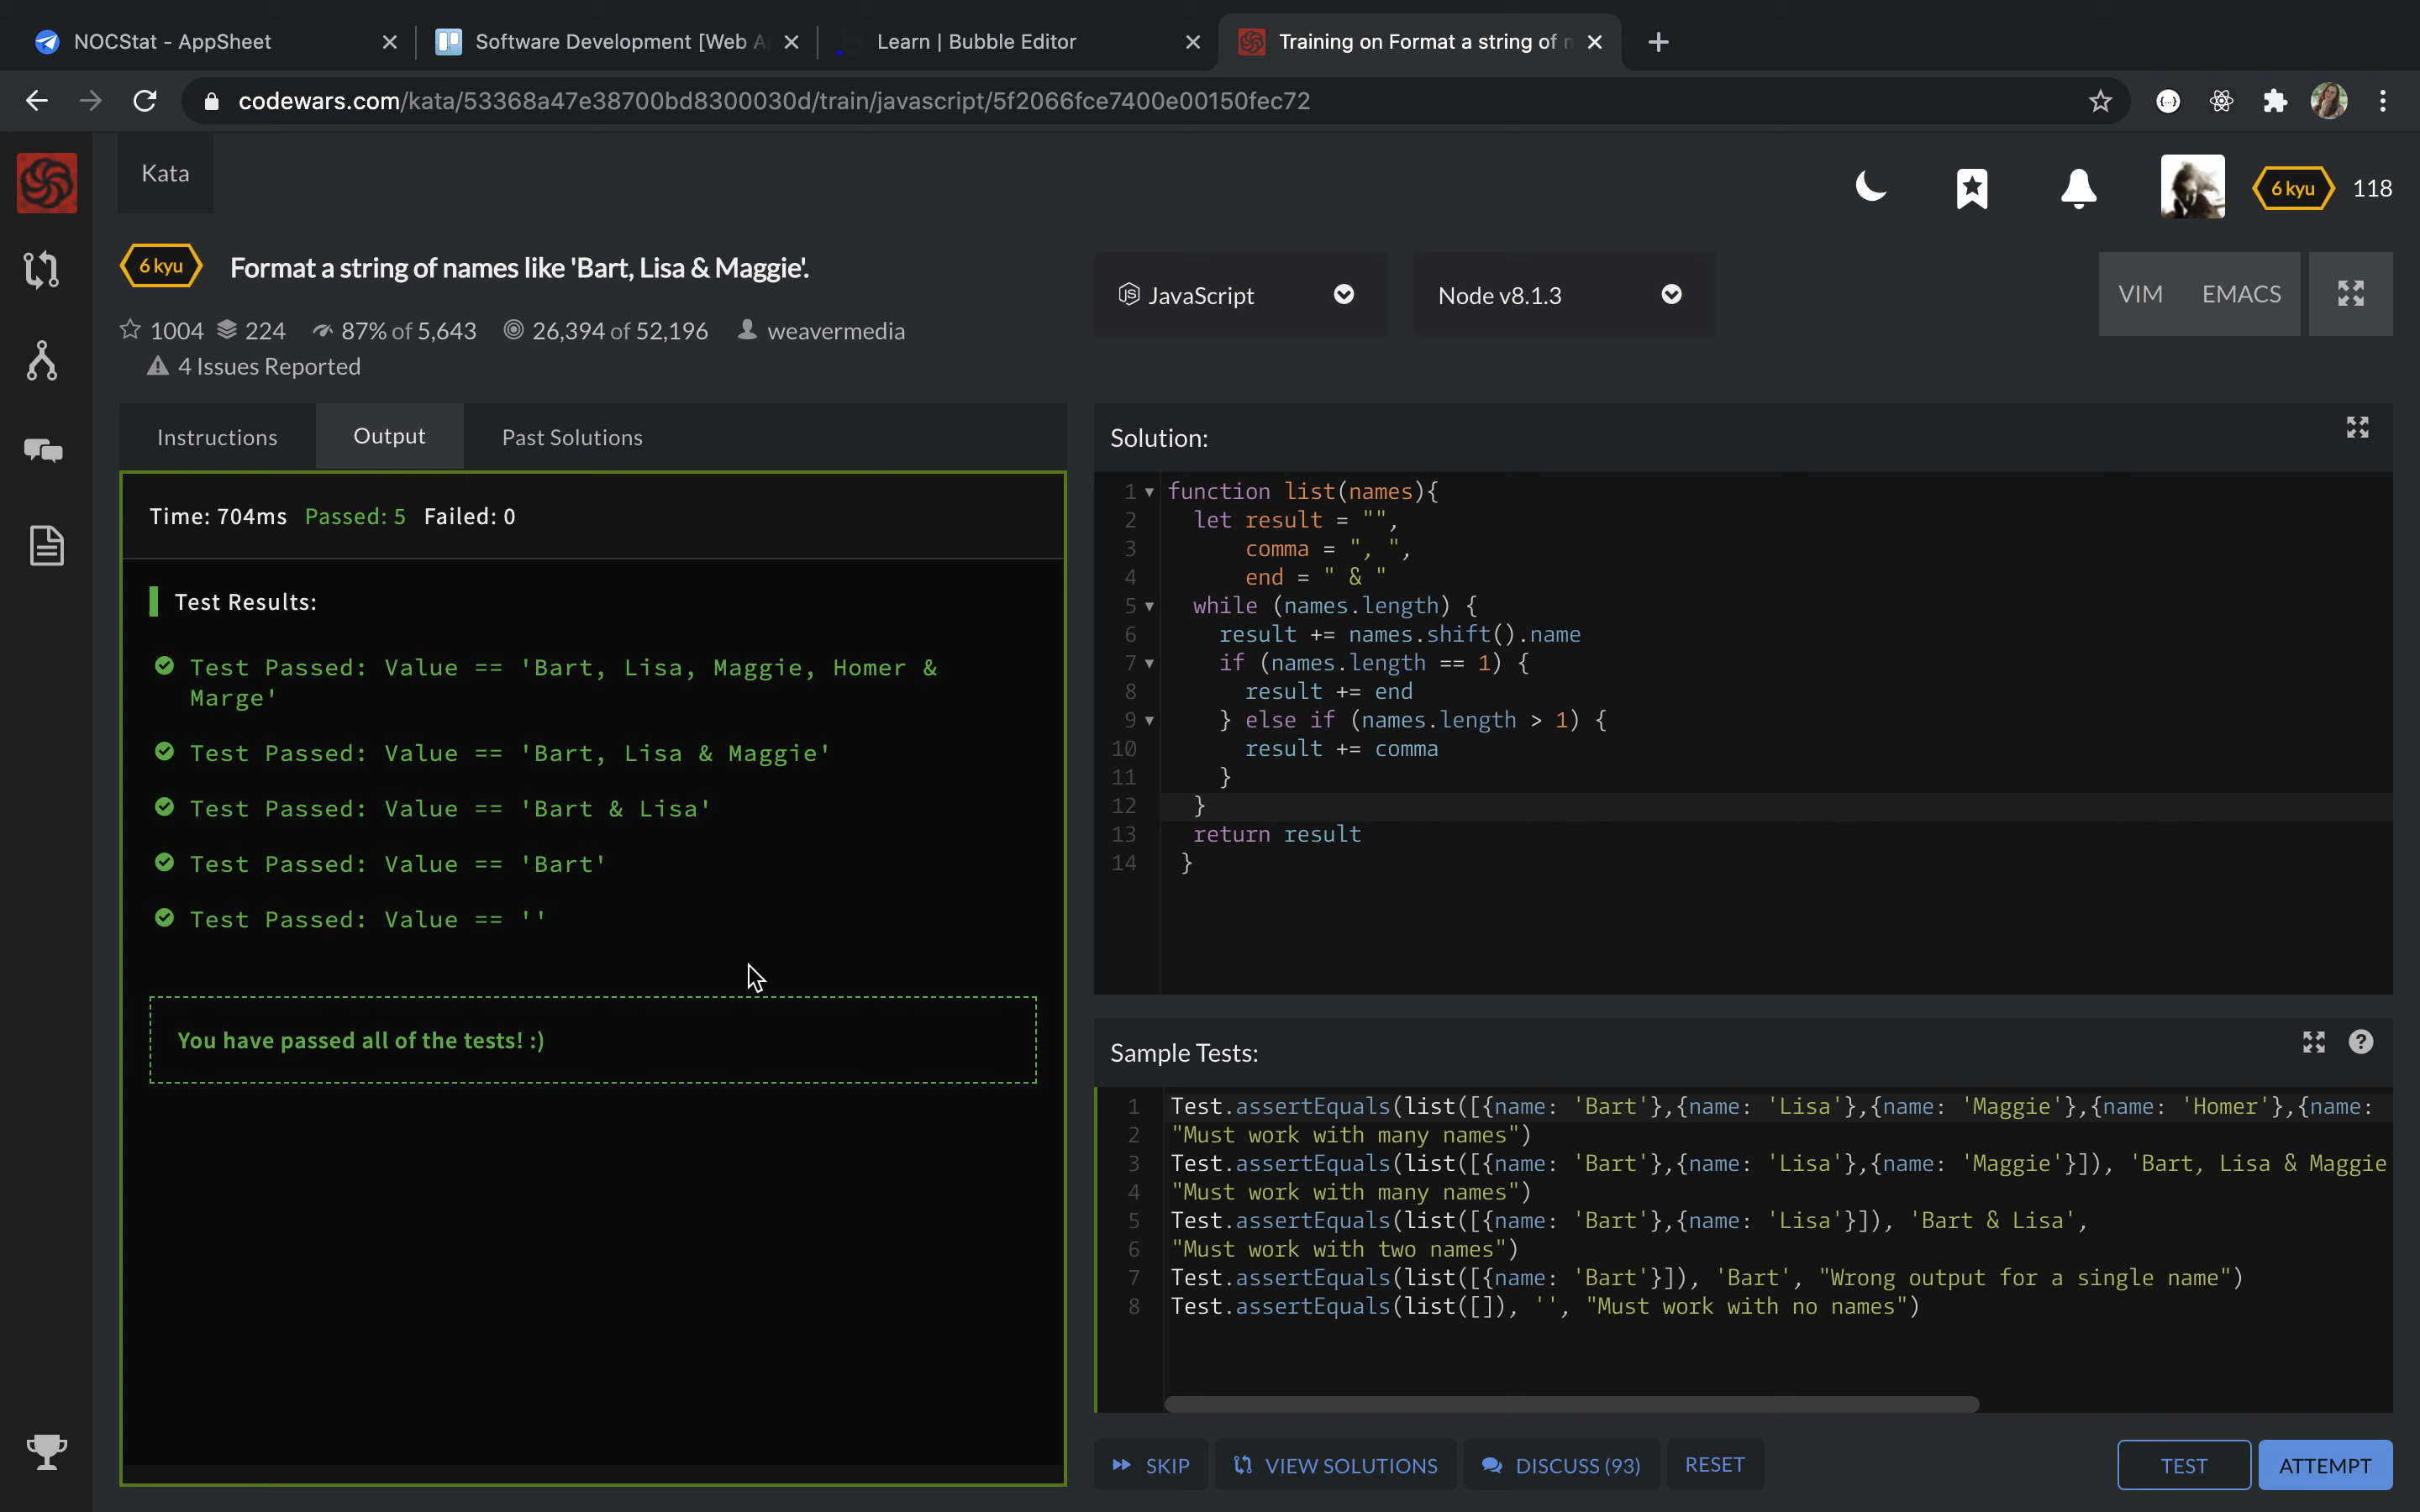 NOCStat - AppSheet
Software Development [Web A
Learn | Bubble Editor
Training on Format a string of n
codewars.com/kata/53368a47e38700bd8300030d/train/javascript/5f2066fce7400e00150fec72
Kata
6 kyu 118
6 kyu Format a string of names like 'Bart, Lisa & Maggie'.
1004 224 87% of 5,643 26,394 of 52,196 weavermedia
4 Issues Reported
JavaScript
Node v8.1.3
VIM EMACS
Instructions Output Past Solutions
Time: 704ms Passed: 5 Failed: 0
Test Results:
Test Passed: Value == 'Bart, Lisa, Maggie, Homer &
Marge'
Test Passed: Value == 'Bart, Lisa & Maggie'
Test Passed: Value == 'Bart & Lisa'
Test Passed: Value == 'Bart'
Test Passed: Value == ''
You have passed all of the tests! :)
Solution:
1 function list(names){
2 let result = "",
3 comma = ", ",
4 end = " & "
5 while (names.length) {
6 result += names.shift().name
7 if (names.length == 1) {
8 result += end
9 } else if (names.length > 1) {
10 result += comma
11 }
12 }
13 return result
14 }
Sample Tests:
1 Test.assertEquals(list([{name: 'Bart'},{name: 'Lisa'},{name: 'Maggie'},{name: 'Homer'},{name:
2 "Must work with many names")
3 Test.assertEquals(list([{name: 'Bart'},{name: 'Lisa'},{name: 'Maggie'}]), 'Bart, Lisa & Maggie
4 "Must work with many names")
5 Test.assertEquals(list([{name: 'Bart'},{name: 'Lisa'}]), 'Bart & Lisa',
6 "Must work with two names")
7 Test.assertEquals(list([{name: 'Bart'}]), 'Bart', "Wrong output for a single name")
8 Test.assertEquals(list([]), '', "Must work with no names")
SKIP VIEW SOLUTIONS DISCUSS (93) RESET TEST ATTEMPT